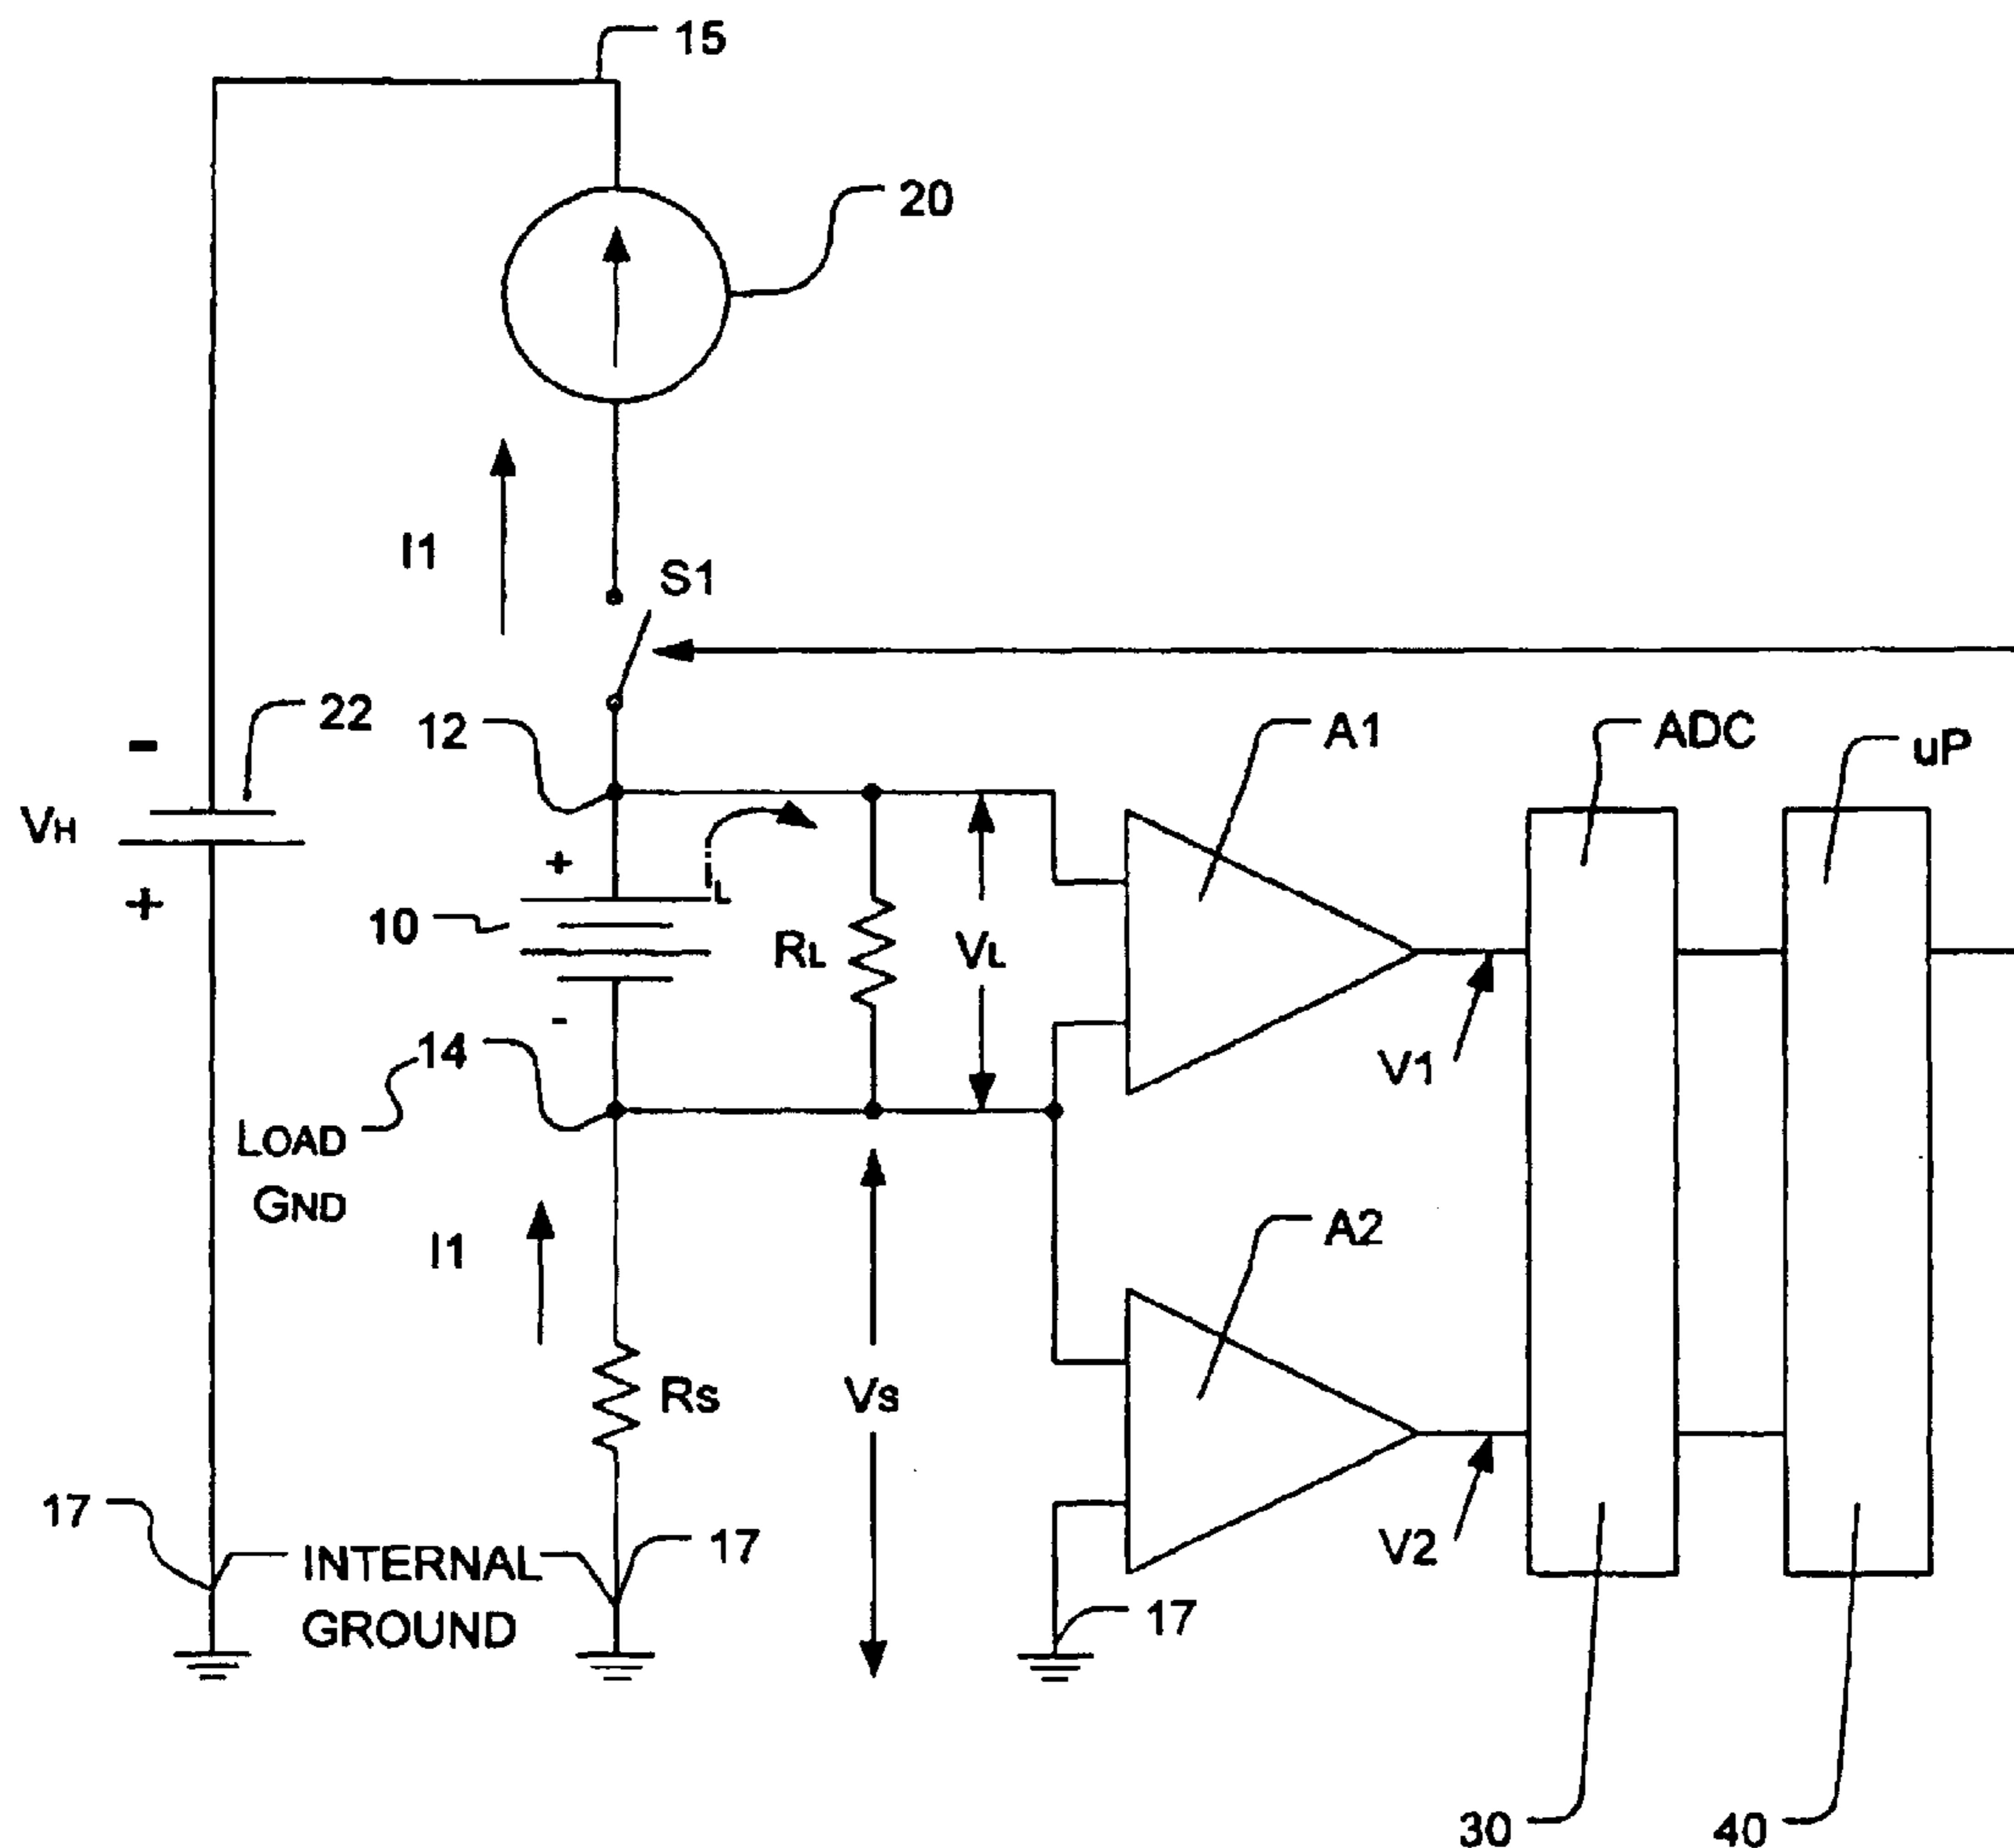 15
20
I1
S1
-
22
12
A1
ADC
uP
VH
+
+
L
10
RL
VL
-
14
V1
LOAD
GND
I1
A2
RS
VS
17
INTERNAL
GROUND
17
17
V2
30
40